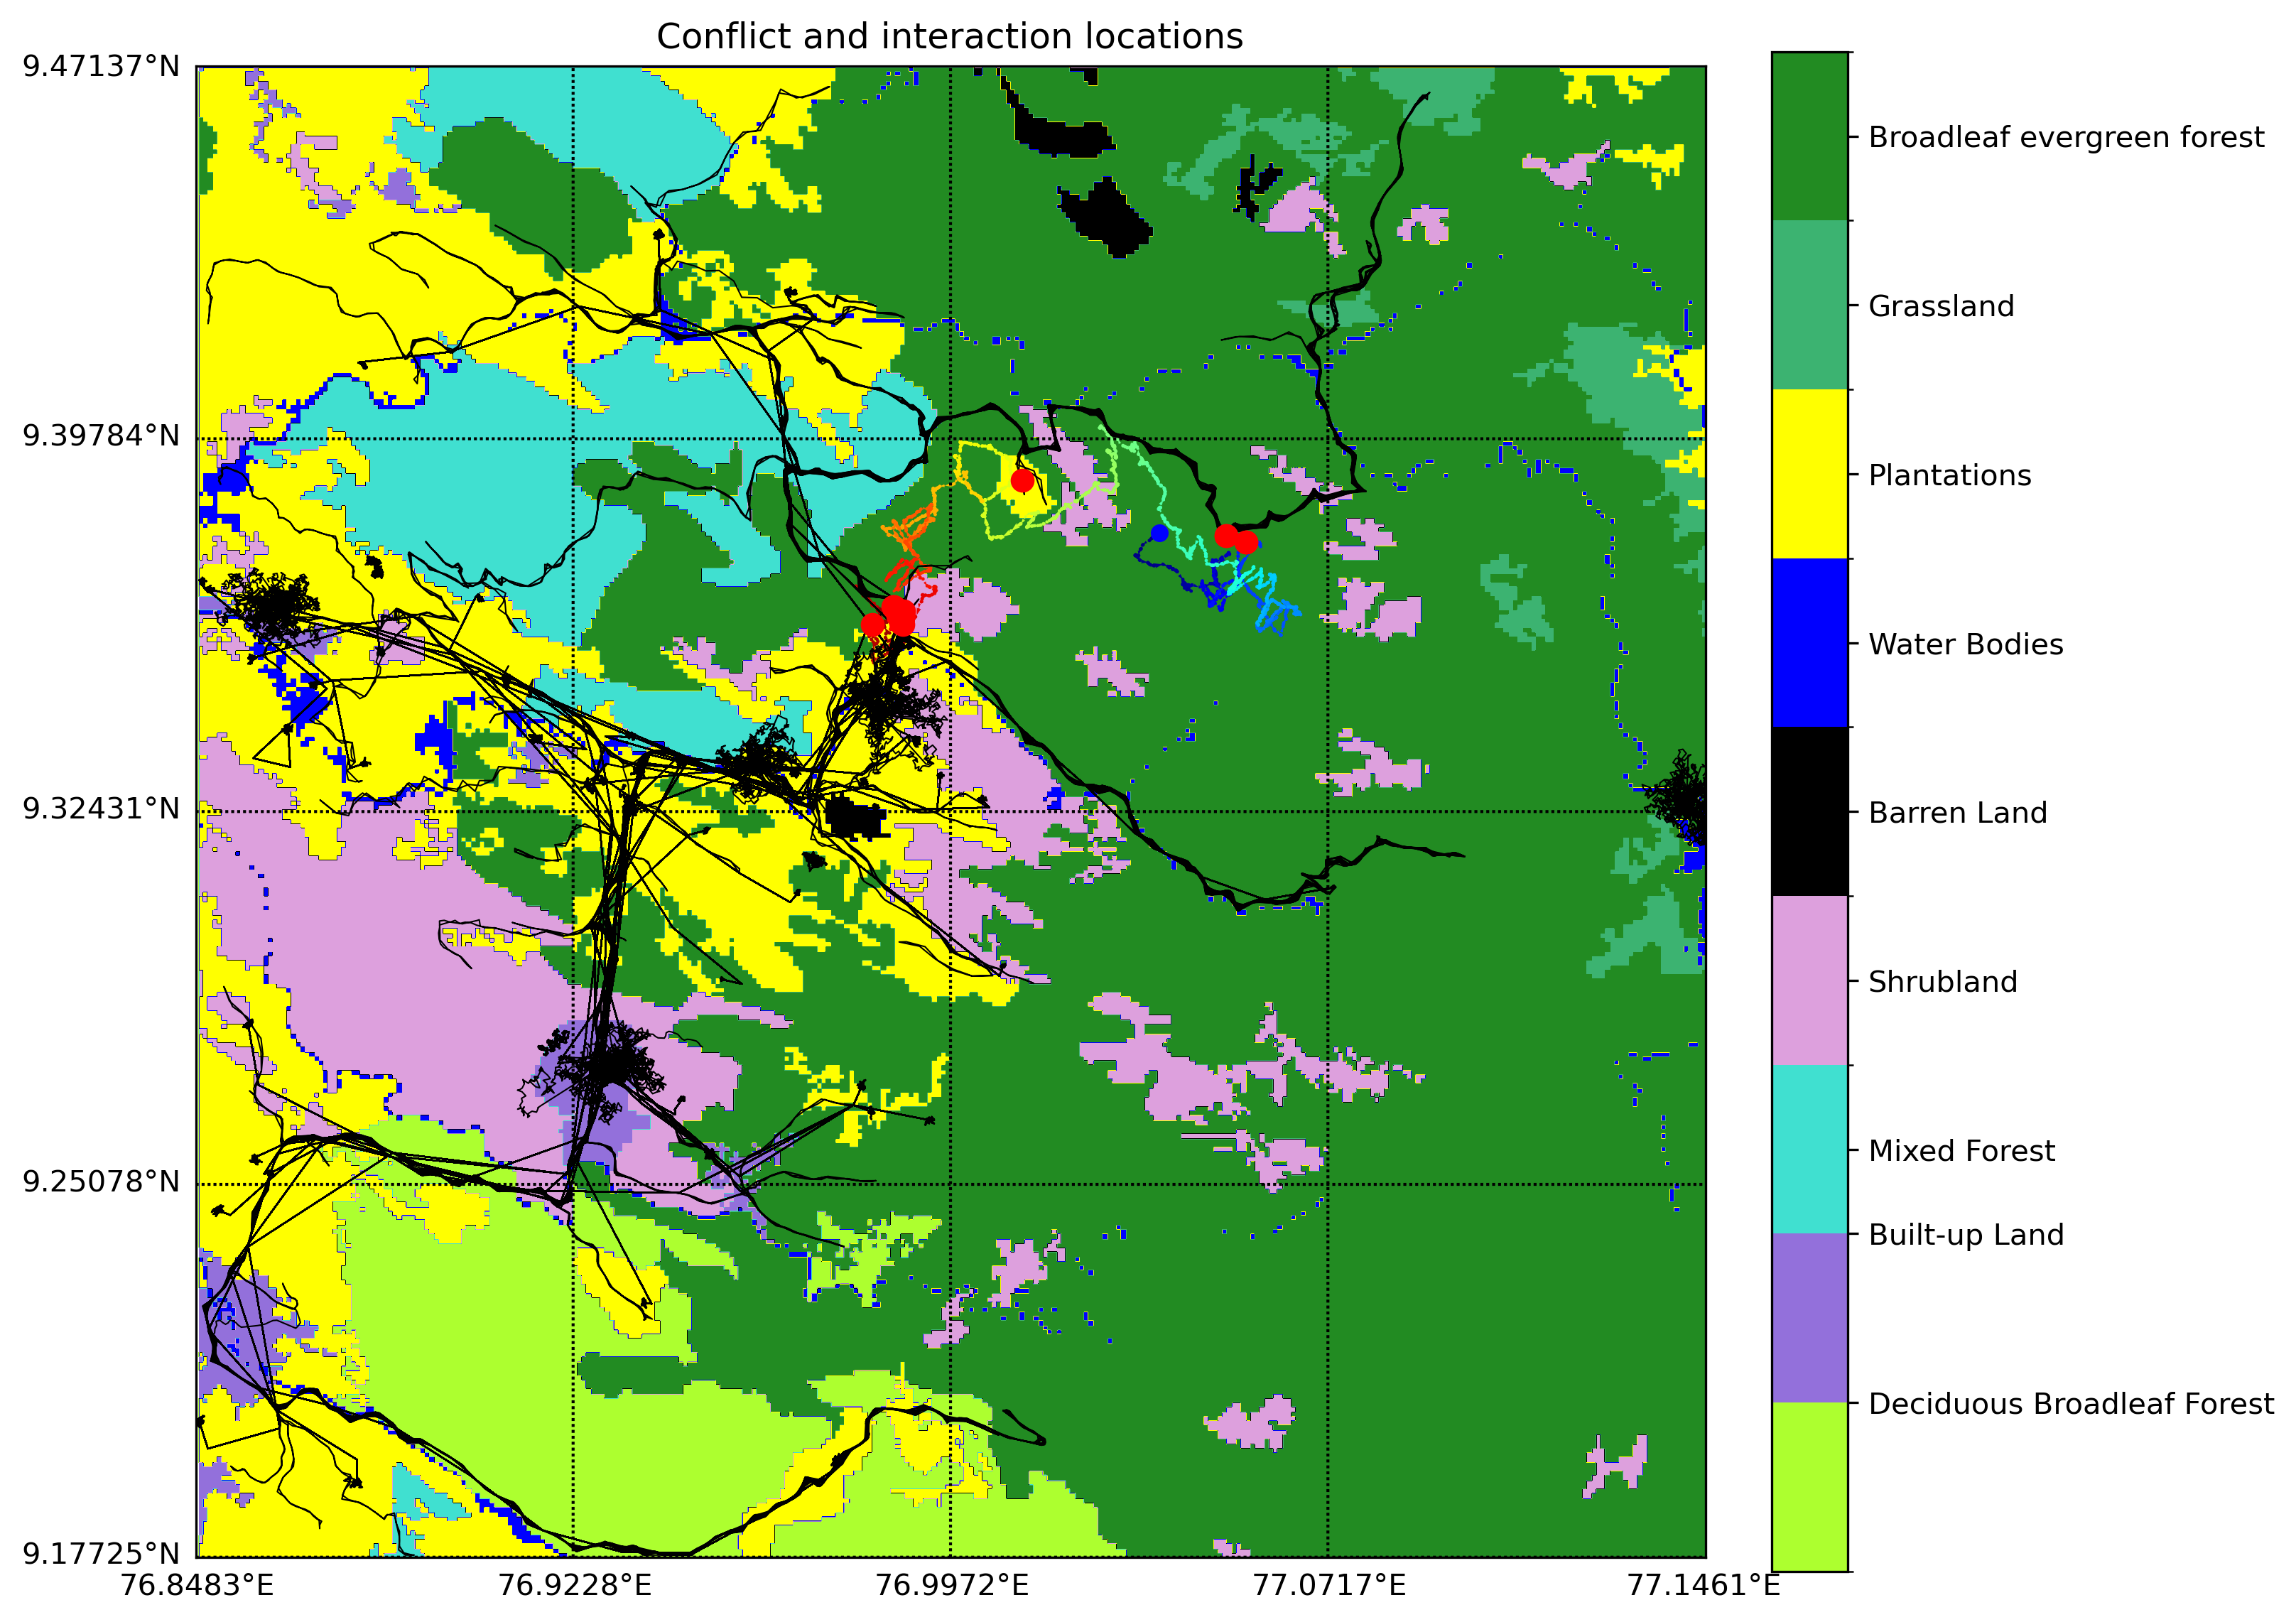 Conflict and interaction locations
9.47137°N
9.39784°N
9.32431°N
9.25078°N
9.17725°N
76.8483°E
76.9228°E
76.9972°E
77.0717°E
77.1461°E
Broadleaf evergreen forest
Grassland
Plantations
Water Bodies
Barren Land
Shrubland
Mixed Forest
Built-up Land
Deciduous Broadleaf Forest